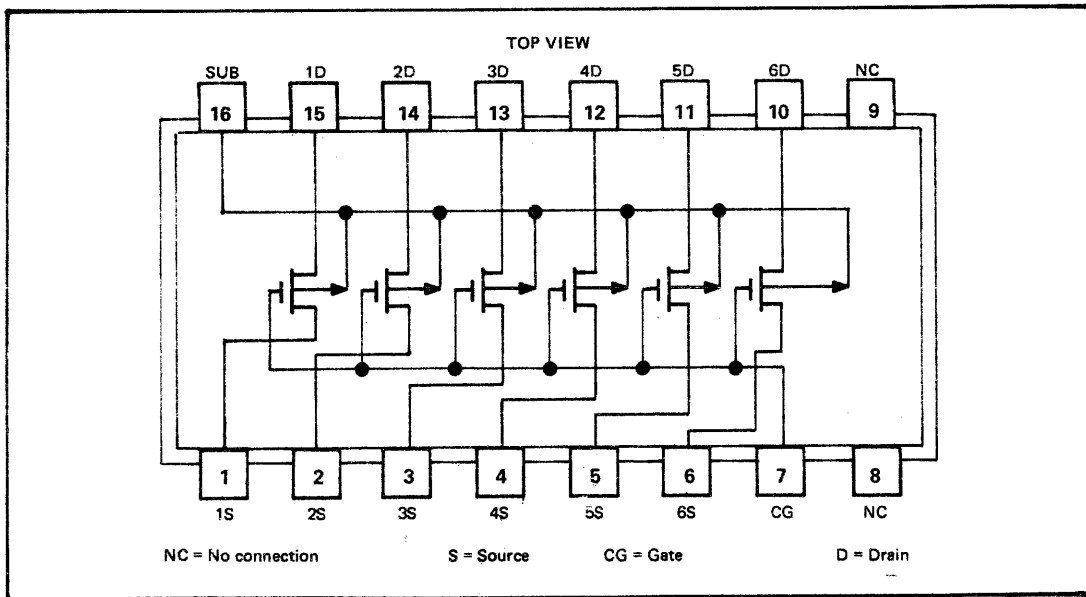 TOP VIEW
SUB 1D 2D 3D 4D 5D 6D NC
16 15 14 13 12 11 10 9
1 2 3 4 5 6 7 8
1S 2S 3S 4S 5S 6S CG NC
NC = No connection S = Source CG = Gate D = Drain